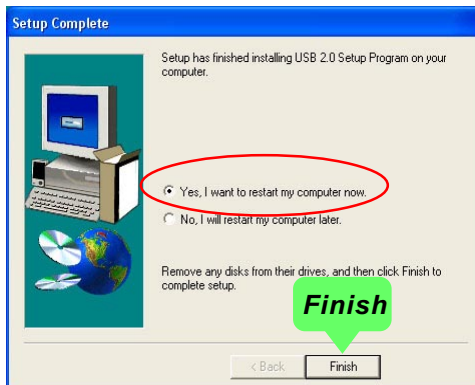 Setup Complete
Setup has finished installing USB 2.0 Setup Program on your
computer.
Yes, I want to restart my computer now.
No, I will restart my computer later.
Remove any disks from their drives, and then click Finish to
complete setup.
Finish
< Back
Finish